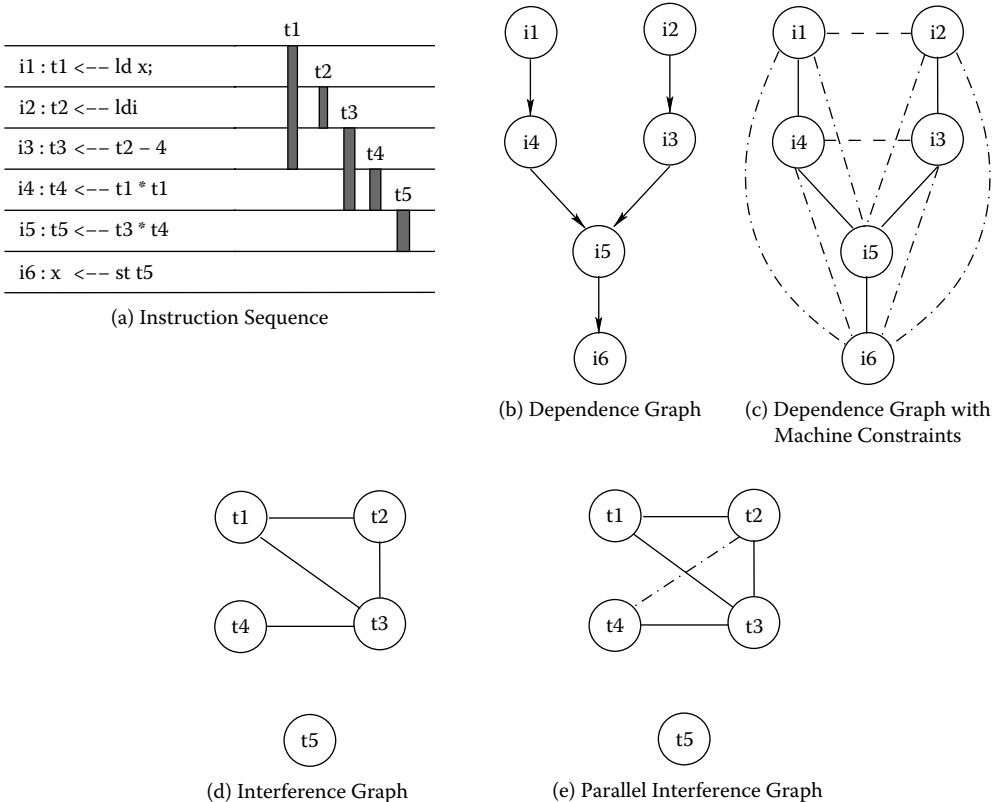 t1
i1 : t1 <−− ld x;
t2
i2 : t2 <−− ldi
t3
i3 : t3 <−− t2 − 4
t4
i4 : t4 <−− t1 * t1
t5
i5 : t5 <−− t3 * t4
i6 : x <−− st t5
(a) Instruction Sequence
i1
i2
i4
i3
i5
i6
(b) Dependence Graph
i1
i2
i4
i3
i5
i6
(c) Dependence Graph with
Machine Constraints
t1
t2
t4
t3
t5
(d) Interference Graph
t1
t2
t4
t3
t5
(e) Parallel Interference Graph